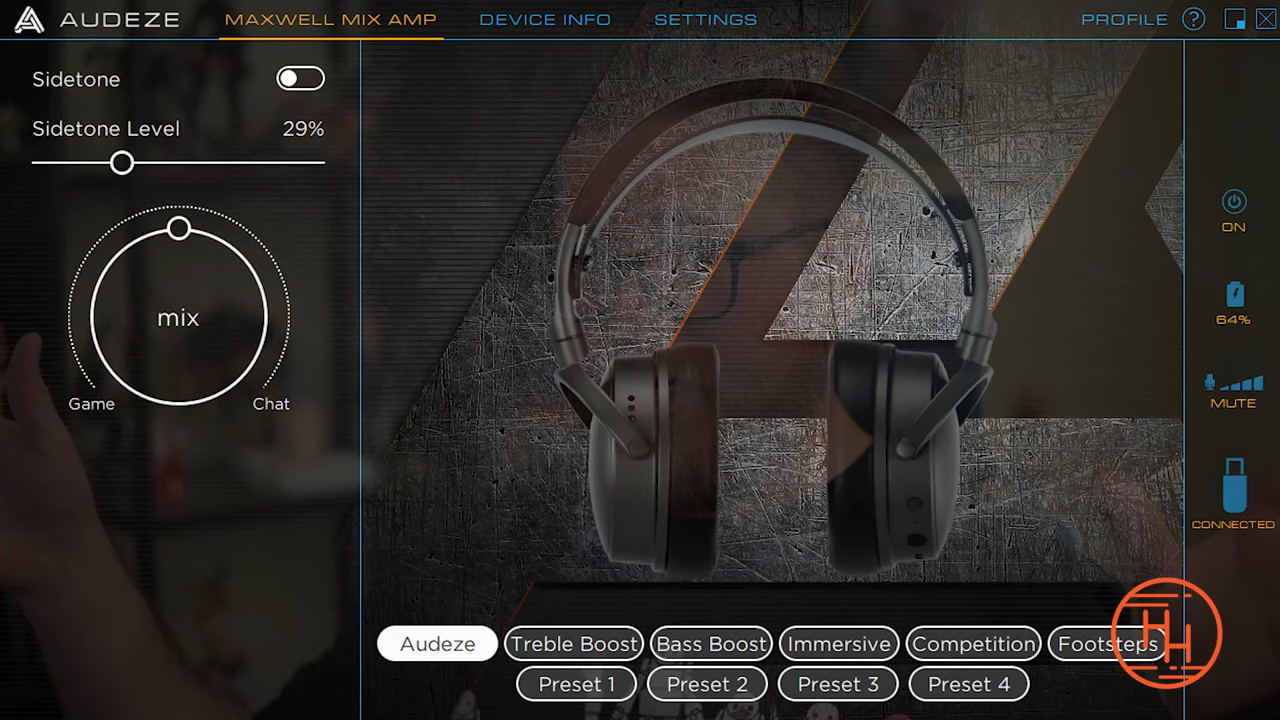 AUDEZE
MAXWELL MIX AMP
DEVICE INFO
SETTINGS
PROFILE
?
Sidetone
Sidetone Level 29%
mix
Game
Chat
ON
64%
MUTE
CONNECTED
Audeze
Treble Boost
Bass Boost
Immersive
Competition
Footsteps
Preset 1
Preset 2
Preset 3
Preset 4
HH